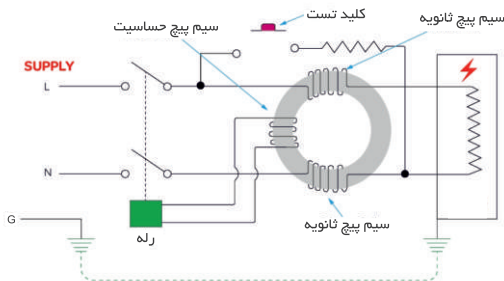 کلید تست
سیم پیچ حساسیت
سیم پیچ ثانویه
SUPPLY
L
N
G
رله
سیم پیچ ثانویه